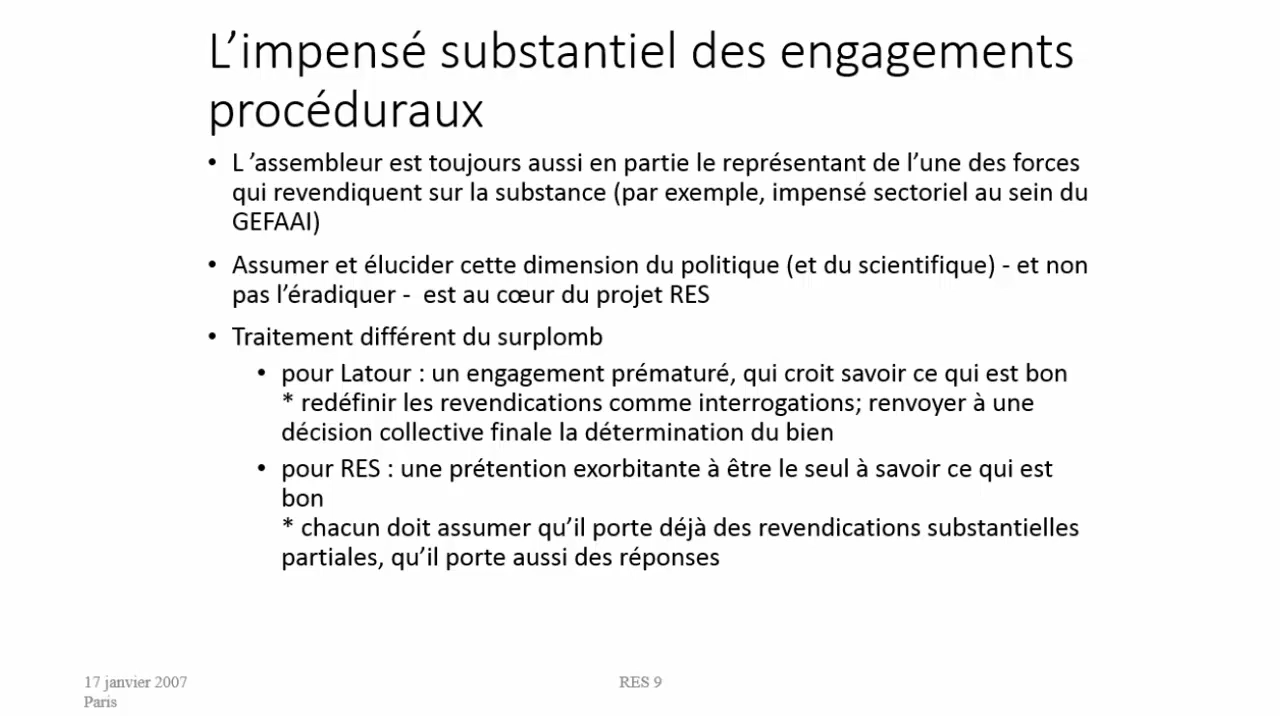 L’impensé substantiel des engagements
procéduraux
• L ’assembleur est toujours aussi en partie le représentant de l’une des forces
qui revendiquent sur la substance (par exemple, impensé sectoriel au sein du
GEFAAI)
• Assumer et élucider cette dimension du politique (et du scientifique) - et non
pas l’éradiquer -  est au cœur du projet RES
• Traitement différent du surplomb
• pour Latour : un engagement prématuré, qui croit savoir ce qui est bon
* redéfinir les revendications comme interrogations; renvoyer à une
décision collective finale la détermination du bien
• pour RES : une prétention exorbitante à être le seul à savoir ce qui est
bon
* chacun doit assumer qu’il porte déjà des revendications substantielles
partiales, qu’il porte aussi des réponses
17 janvier 2007
Paris
RES 9